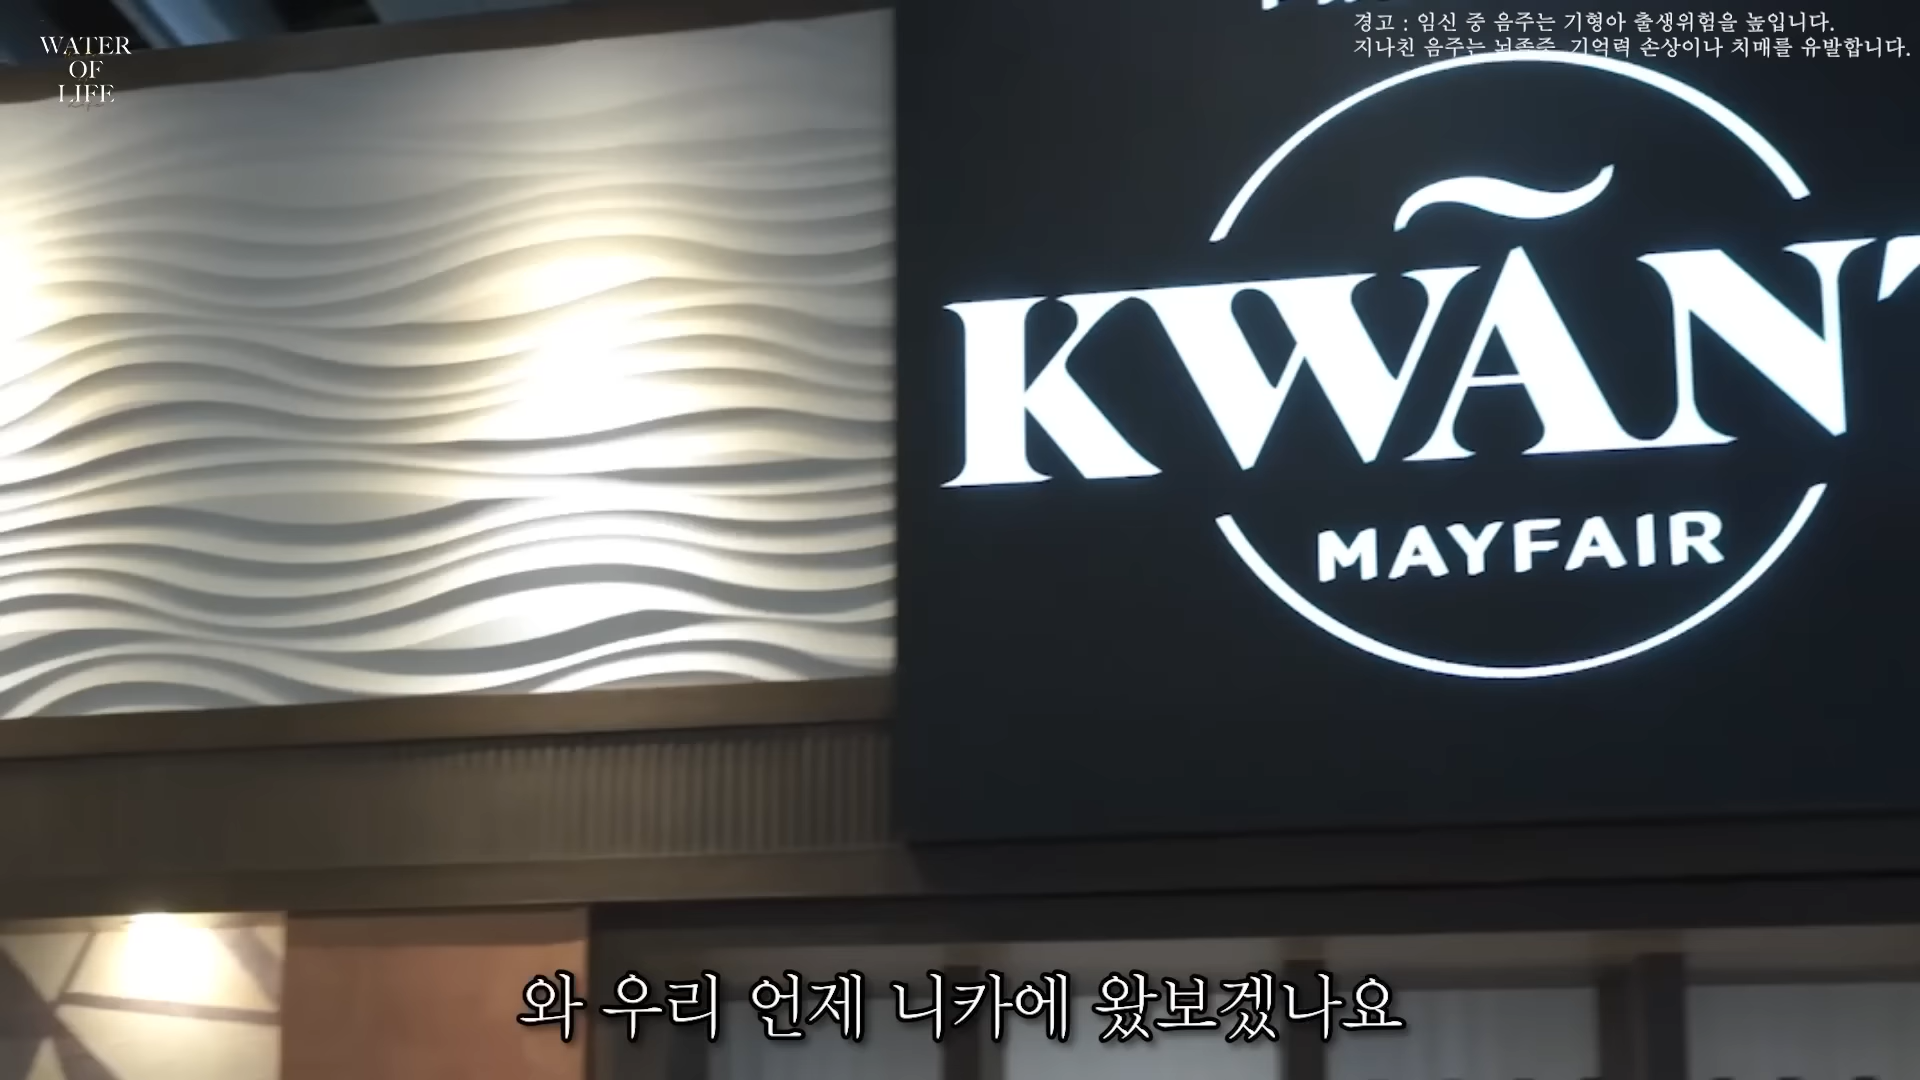 WATER
OF
LIFE
경고 : 임신 중 음주는 기형아 출생위험을 높입니다.
지나친 음주는 뇌졸중, 기억력 손상이나 치매를 유발합니다.
KWÃNT
MAYFAIR
와 우리 언제 니카에 왔보겠나요